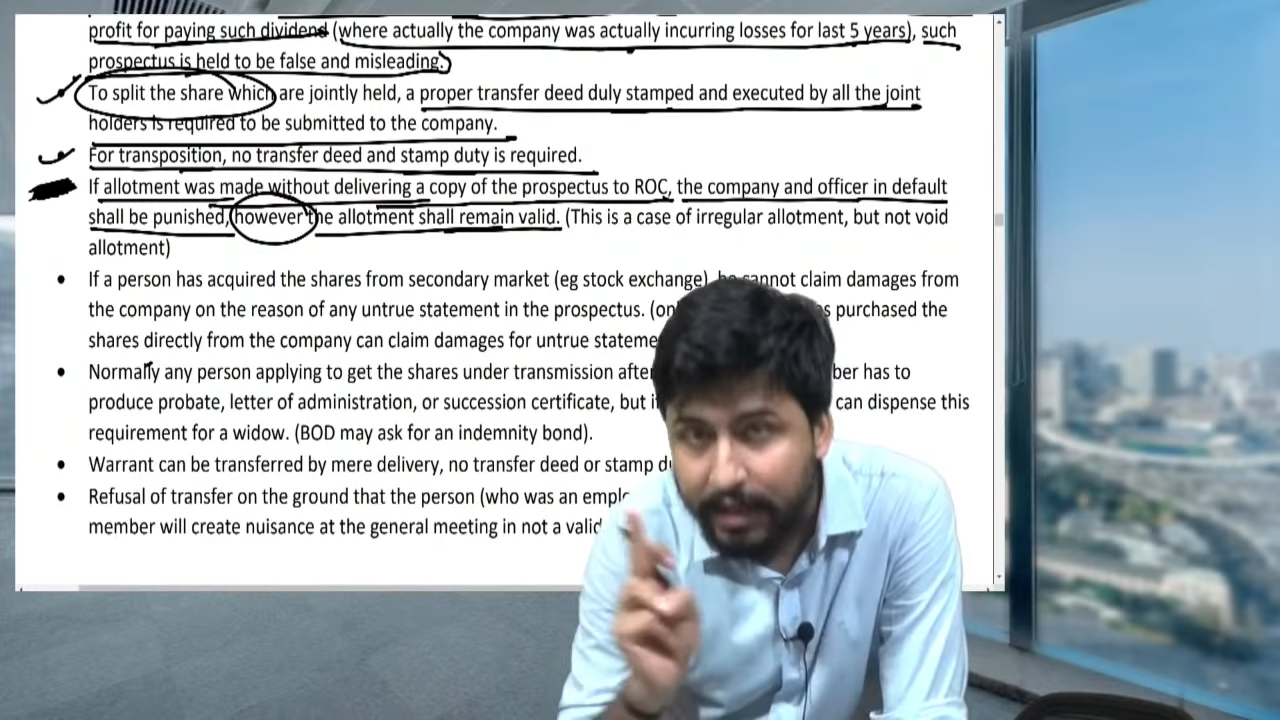 profit for paying such dividend (where actually the company was actually incurring losses for last 5 years), such
prospectus is held to be false and misleading.)
To split the share which are jointly held, a proper transfer deed duly stamped and executed by all the joint
holders is required to be submitted to the company.
For transposition, no transfer deed and stamp duty is required.
If allotment was made without delivering a copy of the prospectus to ROC, the company and officer in default
shall be punished, however the allotment shall remain valid. (This is a case of irregular allotment, but not void
allotment)
• If a person has acquired the shares from secondary market (eg stock exchange), he cannot claim damages from
the company on the reason of any untrue statement in the prospectus. purchased the
shares directly from the company can claim damages for untrue
• Normally any person applying to get the shares under transmission has to
produce probate, letter of administration, or succession certificate, but can dispense this
requirement for a widow. (BOD may ask for an indemnity bond).
• Warrant can be transferred by mere delivery, no transfer deed or stamp
• Refusal of transfer on the ground that the person (who was an
member will create nuisance at the general meeting in not a valid